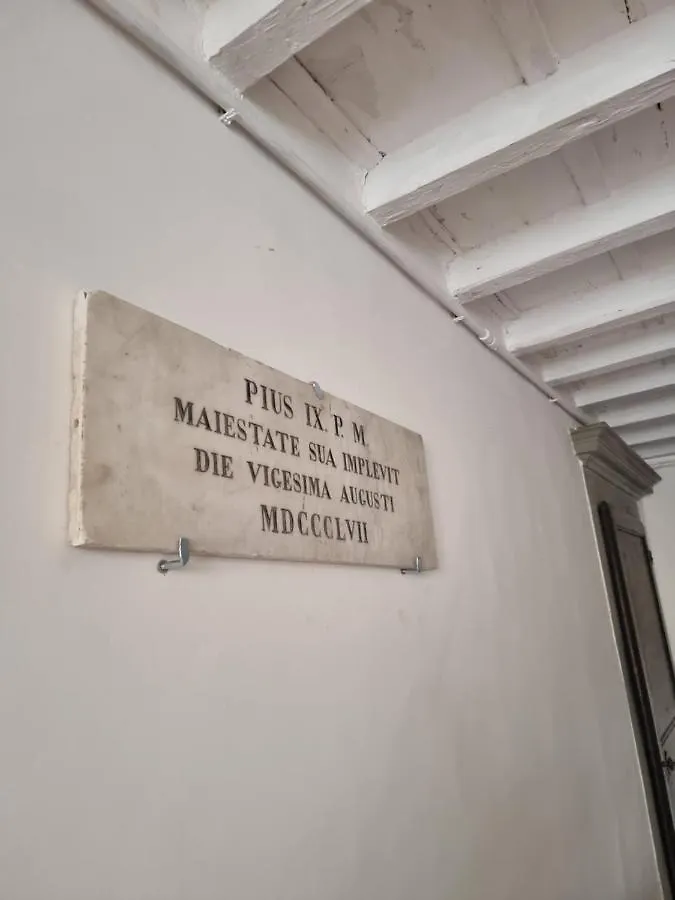 PIUS IX. P. M.
MAIESTATE SUA IMPLEVIT
DIE VIGESIMA AUGUSTI
MDCCCLVII